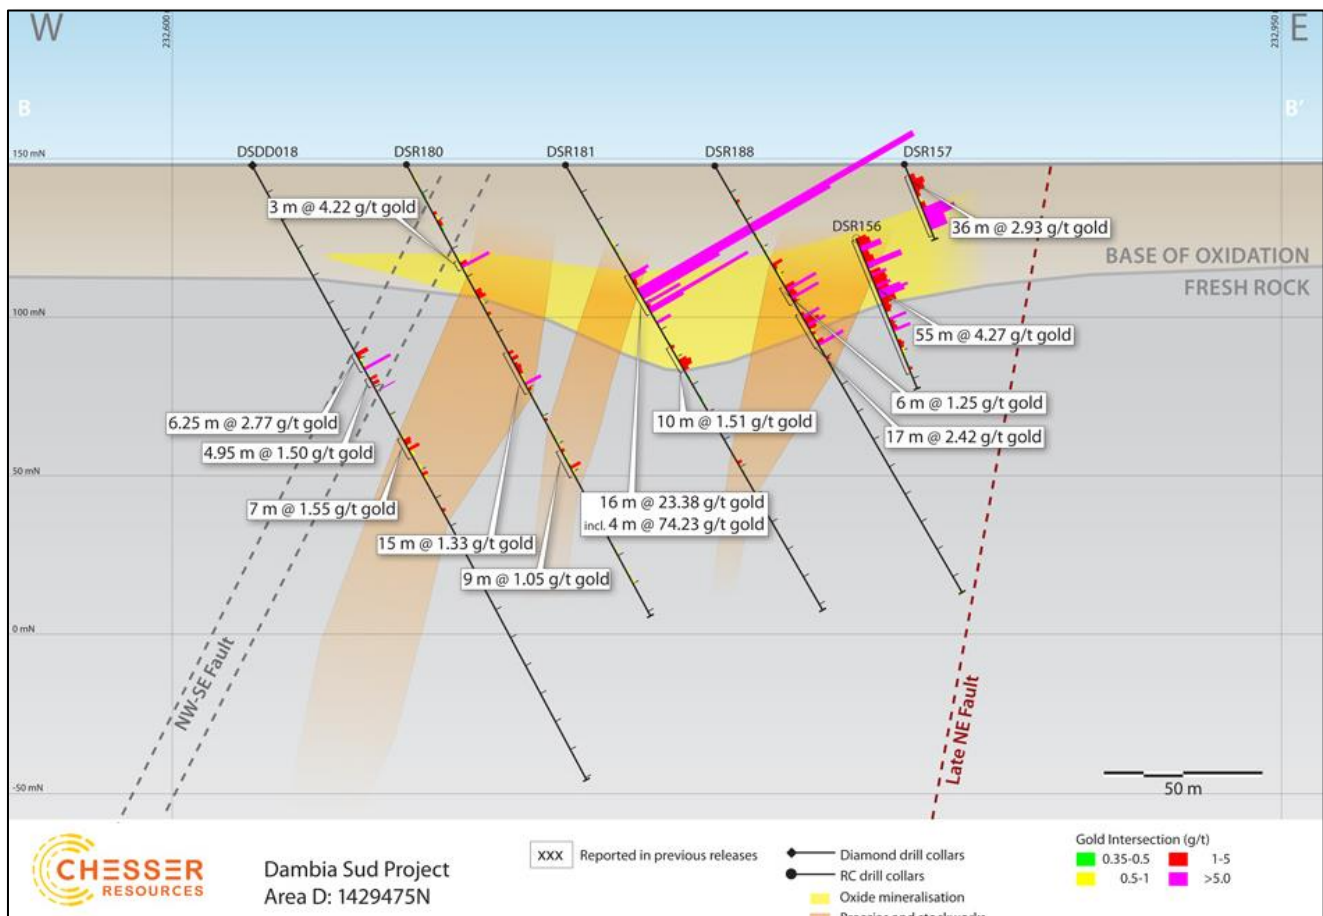 W
E
232,600
232,950
B
B'
150 mN
DSDD018
DSR180
DSR181
DSR188
DSR157
3 m @ 4.22 g/t gold
DSR156
36 m @ 2.93 g/t gold
BASE OF OXIDATION
FRESH ROCK
100 mN
55 m @ 4.27 g/t gold
6 m @ 1.25 g/t gold
6.25 m @ 2.77 g/t gold
10 m @ 1.51 g/t gold
17 m @ 2.42 g/t gold
4.95 m @ 1.50 g/t gold
50 mN
7 m @ 1.55 g/t gold
16 m @ 23.38 g/t gold
incl. 4 m @ 74.23 g/t gold
15 m @ 1.33 g/t gold
9 m @ 1.05 g/t gold
0 mN
NW-SE Fault
Late NE Fault
-50 mN
50 m
CHESSER
RESOURCES
Dambia Sud Project
Area D: 1429475N
XXX Reported in previous releases
Diamond drill collars
RC drill collars
Oxide mineralisation
Gold Intersection (g/t)
0.35-0.5 1-5
0.5-1 >5.0